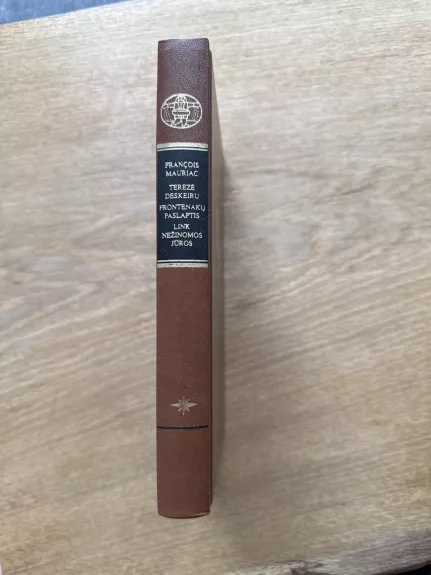 FRANÇOIS
MAURIAC
TEREZĖ
DESKEIRU
FRONTENAKŲ
PASLAPTIS
LINK
NEŽINOMOS
JŪROS